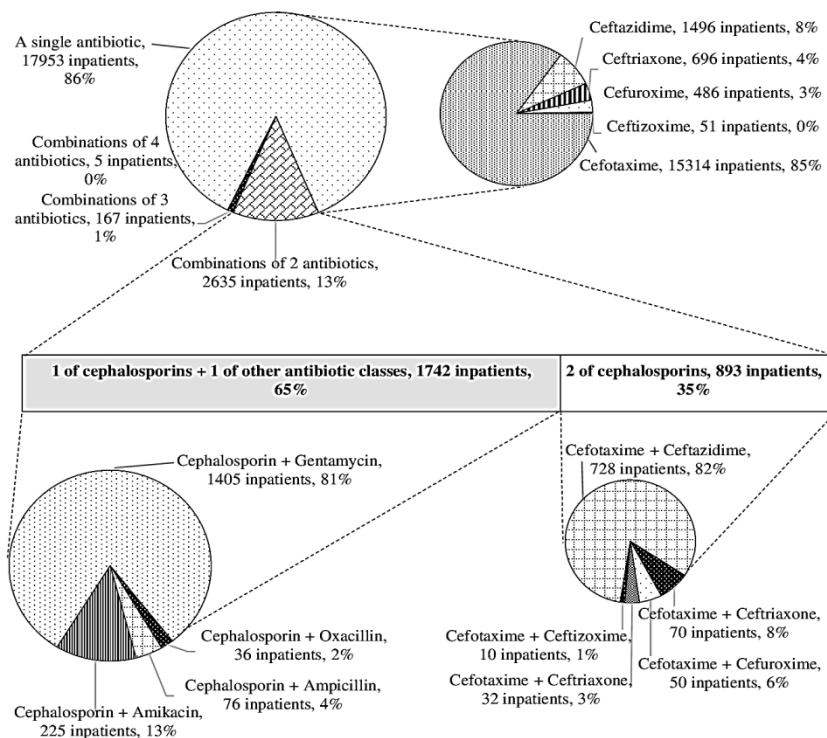 A single antibiotic,
17953 inpatients,
86%
Combinations of 4
antibiotics, 5 inpatients,
0%
Combinations of 3
antibiotics, 167 inpatients,
1%
Combinations of 2 antibiotics,
2635 inpatients, 13%
Ceftazidime, 1496 inpatients, 8%
Ceftriaxone, 696 inpatients, 4%
Cefuroxime, 486 inpatients, 3%
Ceftizoxime, 51 inpatients, 0%
Cefotaxime, 15314 inpatients, 85%
1 of cephalosporins + 1 of other antibiotic classes, 1742 inpatients,
65%
2 of cephalosporins, 893 inpatients,
35%
Cephalosporin + Gentamycin,
1405 inpatients, 81%
Cephalosporin + Oxacillin,
36 inpatients, 2%
Cephalosporin + Ampicillin,
76 inpatients, 4%
Cephalosporin + Amikacin,
225 inpatients, 13%
Cefotaxime + Ceftazidime,
728 inpatients, 82%
Cefotaxime + Ceftriaxone,
70 inpatients, 8%
Cefotaxime + Cefuroxime,
50 inpatients, 6%
Cefotaxime + Ceftizoxime,
10 inpatients, 1%
Cefotaxime + Ceftriaxone,
32 inpatients, 3%